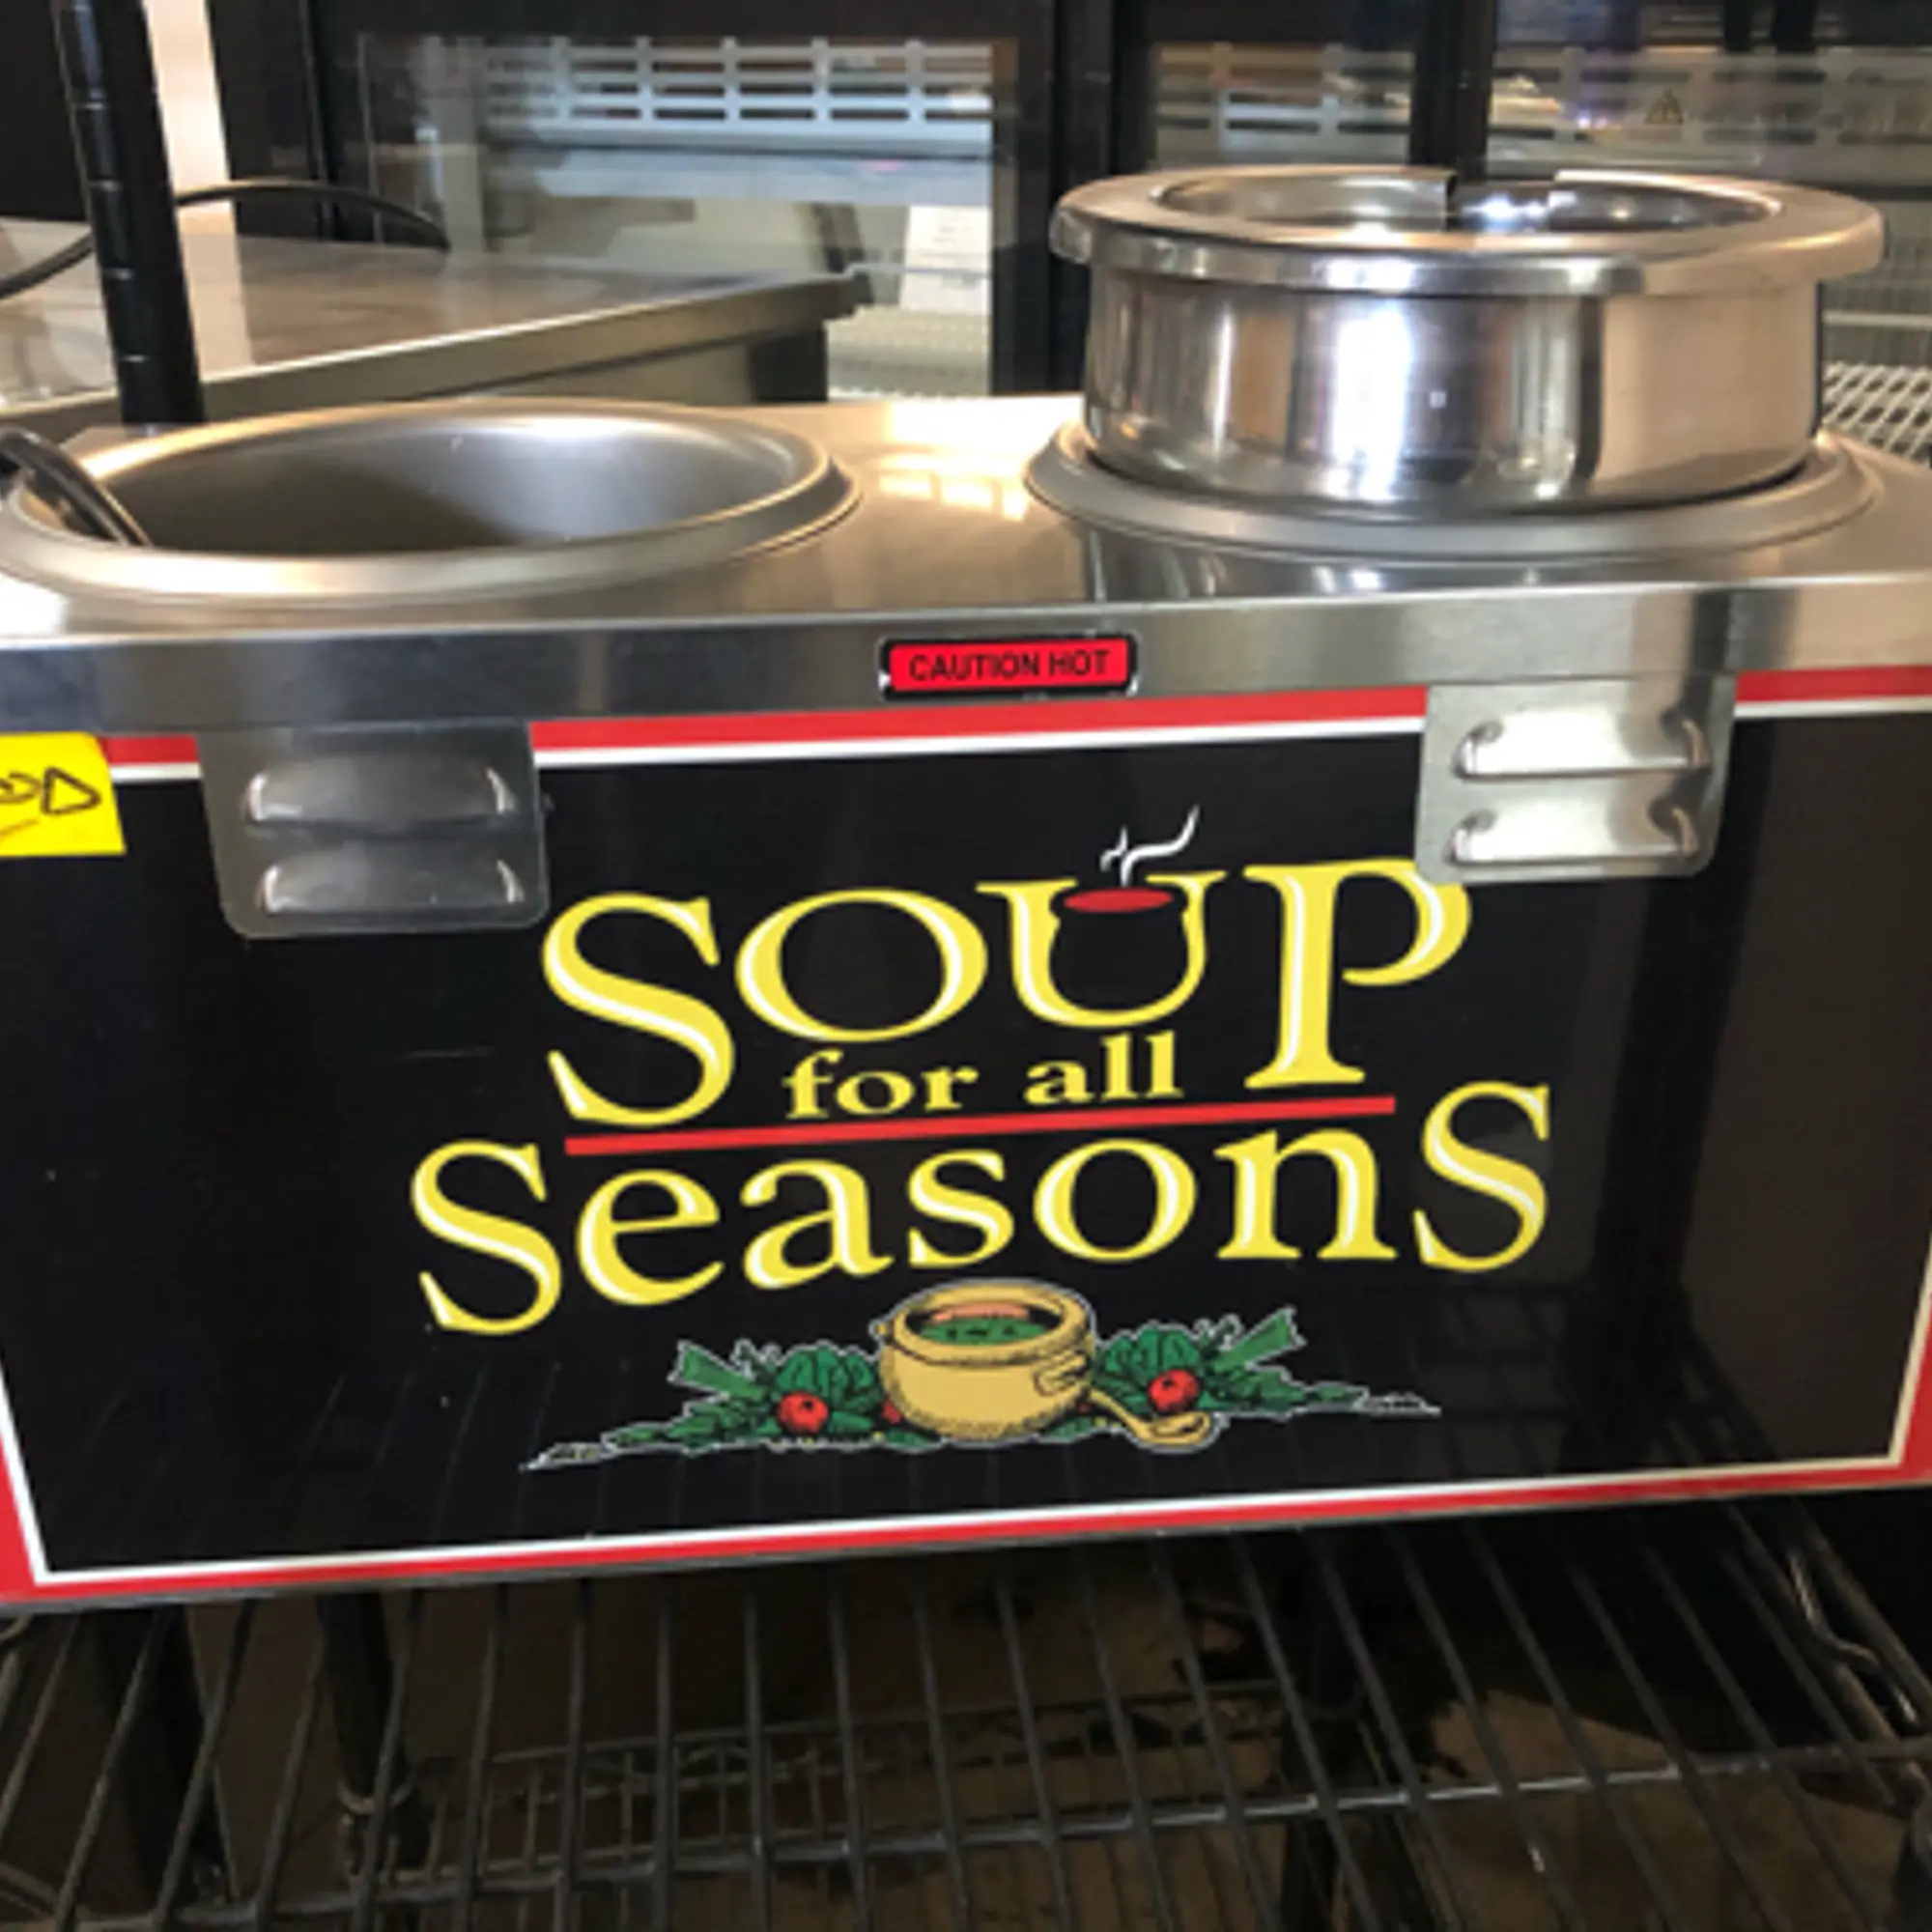 CAUTION HOT
SOUP
for all
Seasons